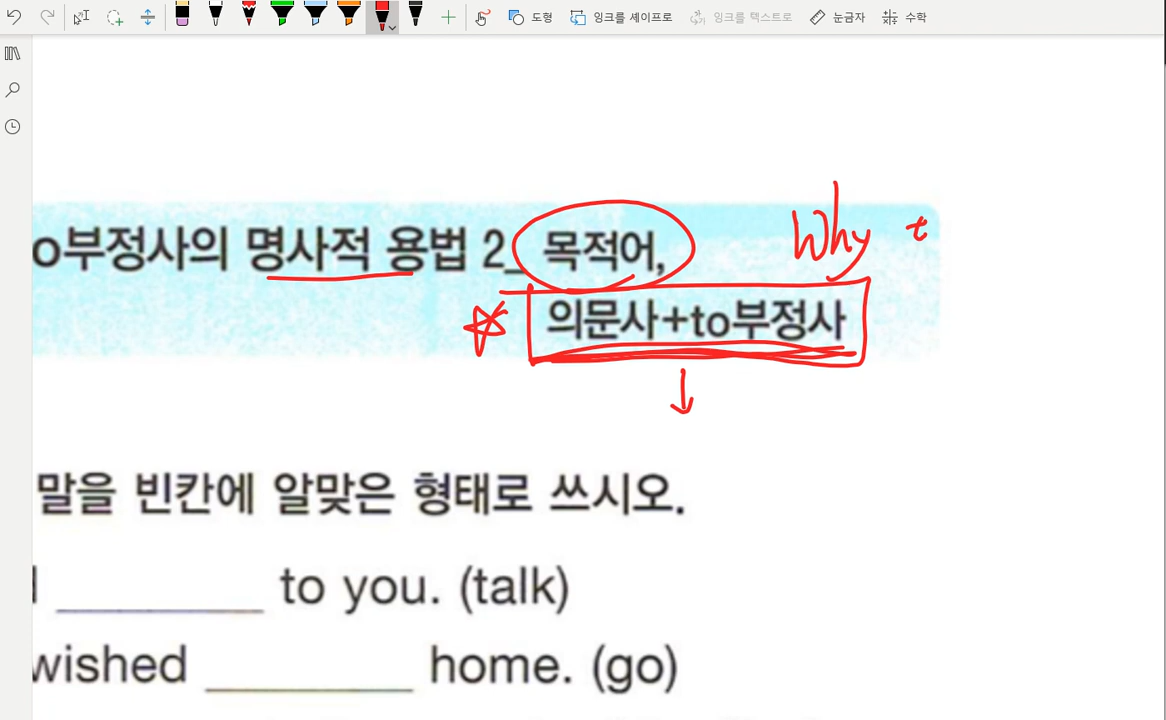 도형 잉크를 셰이프로 잉크를 텍스트로 눈금자 수학
o부정사의 명사적 용법 2_ 목적어,
Why t
의문사+to부정사
말을 빈칸에 알맞은 형태로 쓰시오.
to you. (talk)
wished home. (go)